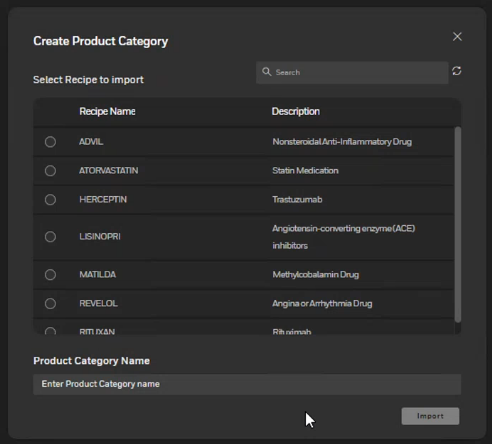 Create Product Category
Select Recipe to import
Search
Recipe Name Description
ADVIL Nonsteroidal Anti-Inflammatory Drug
ATORVASTATIN Statin Medication
HERCEPTIN Trastuzumab
LISINOPRI Angiotensin-converting enzyme (ACE)
inhibitors
MATILDA Methylcobalamin Drug
REVELOL Angina or Arrhythmia Drug
RITUXAN Rituximab
Product Category Name
Enter Product Category name
Import